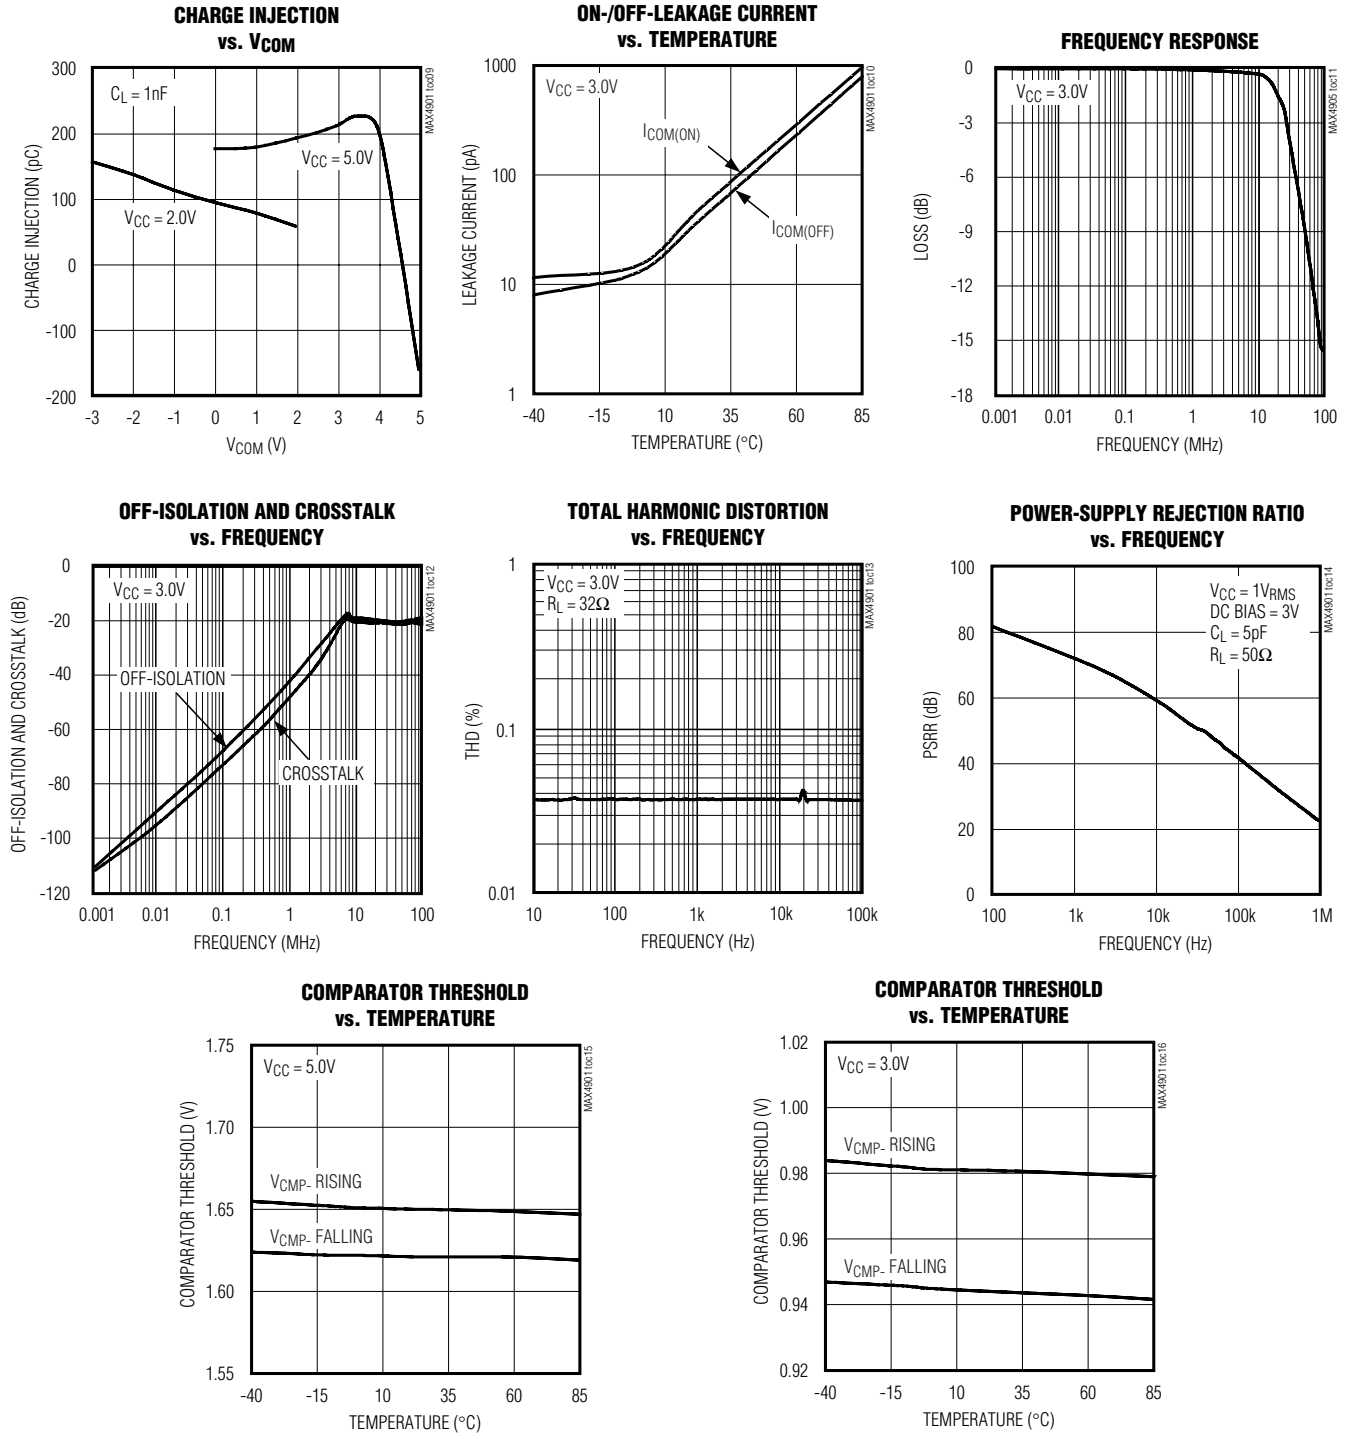 CHARGE INJECTION
vs. VCOM
300
200
100
0
-100
-200
CHARGE INJECTION (pC)
CL = 1nF
VCC = 5.0V
VCC = 2.0V
MAX4901 toc09
-3 -2 -1 0 1 2 3 4 5
VCOM (V)
ON-/OFF-LEAKAGE CURRENT
vs. TEMPERATURE
1000
100
10
1
LEAKAGE CURRENT (pA)
VCC = 3.0V
ICOM(ON)
ICOM(OFF)
MAX4901 toc10
-40 -15 10 35 60 85
TEMPERATURE (°C)
FREQUENCY RESPONSE
0
-3
-6
-9
-12
-15
-18
LOSS (dB)
VCC = 3.0V
MAX4905 toc11
0.001 0.01 0.1 1 10 100
FREQUENCY (MHz)
OFF-ISOLATION AND CROSSTALK
vs. FREQUENCY
0
-20
-40
-60
-80
-100
-120
OFF-ISOLATION AND CROSSTALK (dB)
VCC = 3.0V
OFF-ISOLATION
CROSSTALK
MAX4901 toc12
0.001 0.01 0.1 1 10 100
FREQUENCY (MHz)
TOTAL HARMONIC DISTORTION
vs. FREQUENCY
1
0.1
0.01
THD (%)
VCC = 3.0V
RL = 32Ω
MAX4901 toc13
10 100 1k 10k 100k
FREQUENCY (Hz)
POWER-SUPPLY REJECTION RATIO
vs. FREQUENCY
100
80
60
40
20
0
PSRR (dB)
VCC = 1VRMS
DC BIAS = 3V
CL = 5pF
RL = 50Ω
MAX4901 toc14
100 1k 10k 100k 1M
FREQUENCY (Hz)
COMPARATOR THRESHOLD
vs. TEMPERATURE
1.75
1.70
1.65
1.60
1.55
COMPARATOR THRESHOLD (V)
VCC = 5.0V
VCMP- RISING
VCMP- FALLING
MAX4901 toc15
-40 -15 10 35 60 85
TEMPERATURE (°C)
COMPARATOR THRESHOLD
vs. TEMPERATURE
1.02
1.00
0.98
0.96
0.94
0.92
COMPARATOR THRESHOLD (V)
VCC = 3.0V
VCMP- RISING
VCMP- FALLING
MAX4901 toc16
-40 -15 10 35 60 85
TEMPERATURE (°C)